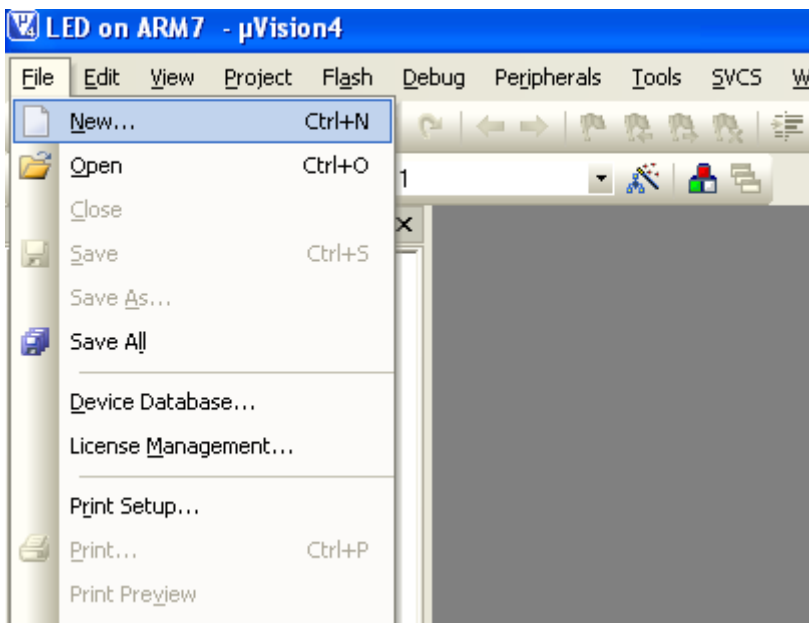 LED on ARM7 - µVision4
File Edit View Project Flash Debug Peripherals Tools SVCS W
New... Ctrl+N
Open Ctrl+O
1
Close
Save Ctrl+S
Save As...
Save All
Device Database...
License Management...
Print Setup...
Print... Ctrl+P
Print Preview